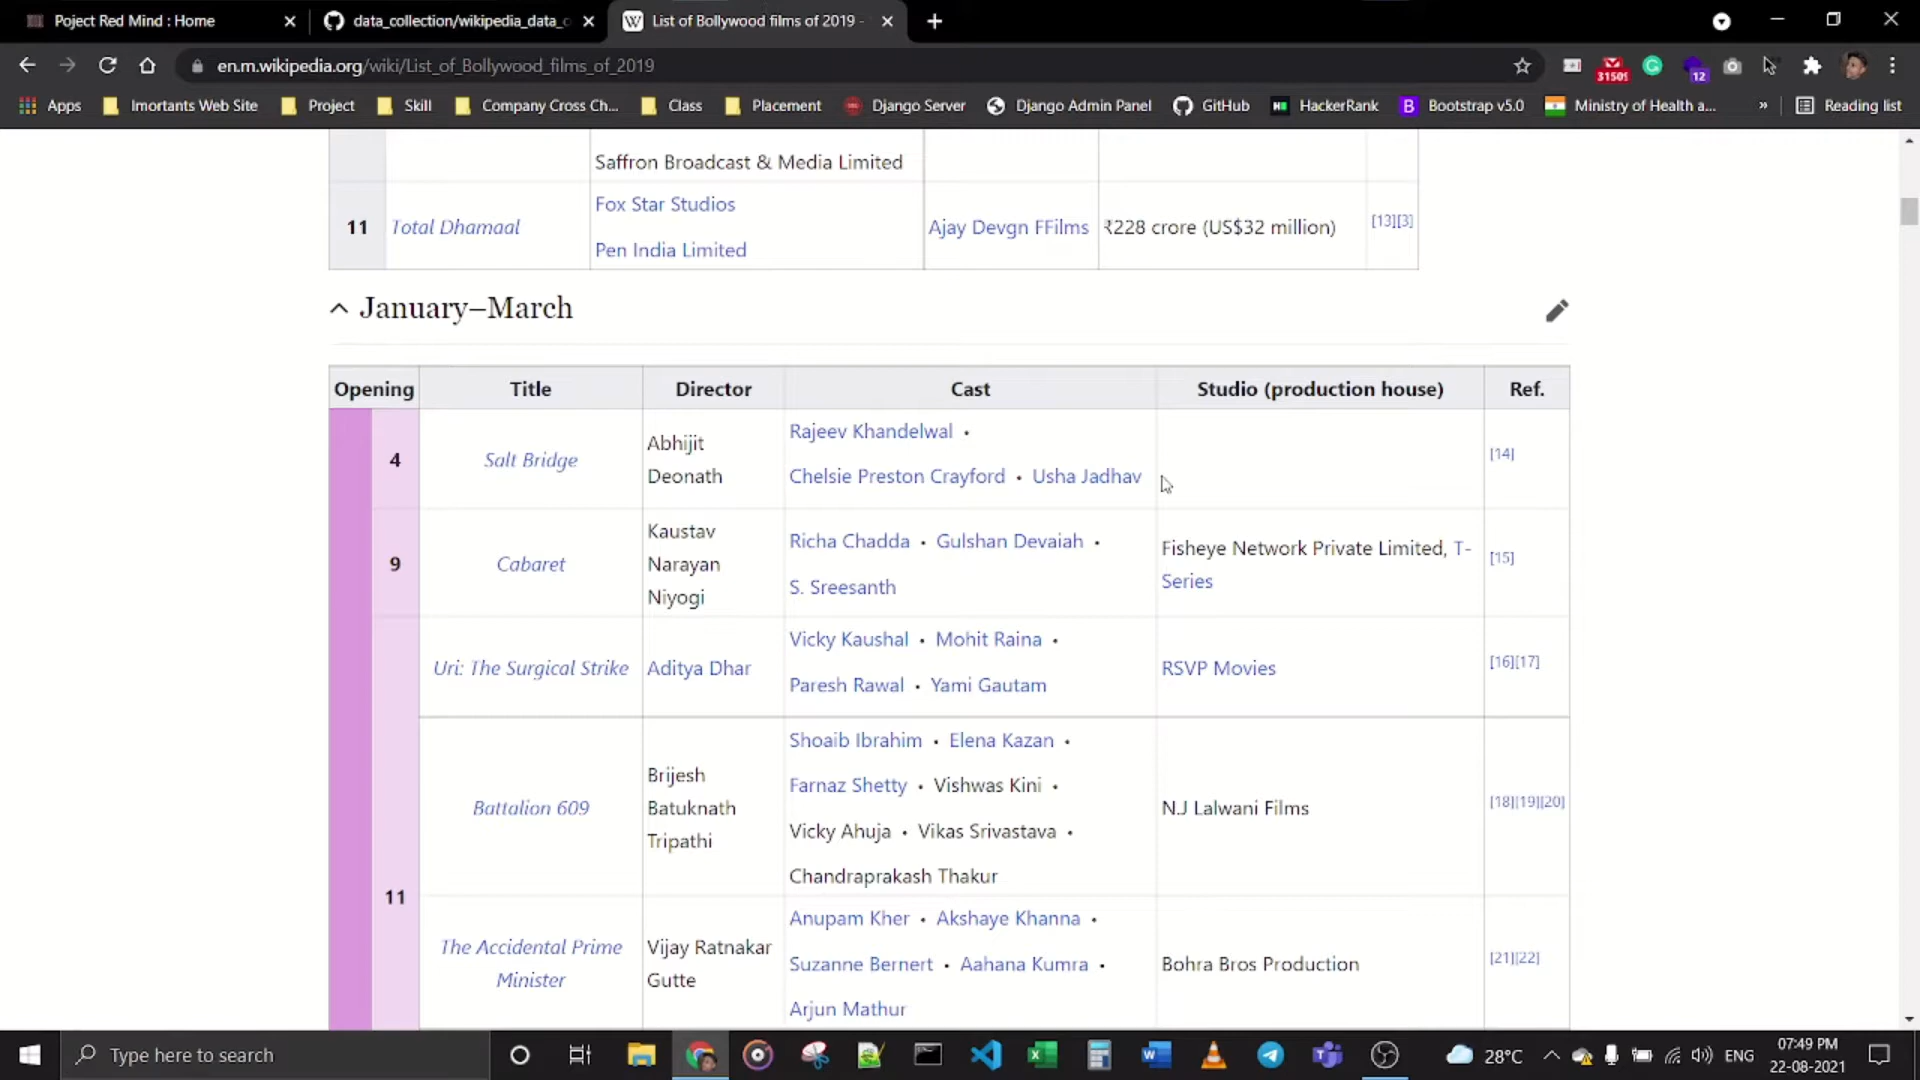 Poject Red Mind : Home
data_collection/wikipedia_data_c
List of Bollywood films of 2019 -
en.m.wikipedia.org/wiki/List_of_Bollywood_films_of_2019
31509
12
Apps
Imortants Web Site
Project
Skill
Company Cross Ch...
Class
Placement
Django Server
Django Admin Panel
GitHub
HackerRank
Bootstrap v5.0
Ministry of Health a...
»
Reading list
Saffron Broadcast & Media Limited
11
Total Dhamaal
Fox Star Studios
Pen India Limited
Ajay Devgn FFilms
₹228 crore (US$32 million)
[13][3]
January–March
Opening
Title
Director
Cast
Studio (production house)
Ref.
4
Salt Bridge
Abhijit
Deonath
Rajeev Khandelwal •
Chelsie Preston Crayford • Usha Jadhav
[14]
9
Cabaret
Kaustav
Narayan
Niyogi
Richa Chadda • Gulshan Devaiah •
S. Sreesanth
Fisheye Network Private Limited, T-
Series
[15]
11
Uri: The Surgical Strike
Aditya Dhar
Vicky Kaushal • Mohit Raina •
Paresh Rawal • Yami Gautam
RSVP Movies
[16][17]
Battalion 609
Brijesh
Batuknath
Tripathi
Shoaib Ibrahim • Elena Kazan •
Farnaz Shetty • Vishwas Kini •
Vicky Ahuja • Vikas Srivastava •
Chandraprakash Thakur
N.J Lalwani Films
[18][19][20]
The Accidental Prime
Minister
Vijay Ratnakar
Gutte
Anupam Kher • Akshaye Khanna •
Suzanne Bernert • Aahana Kumra •
Arjun Mathur
Bohra Bros Production
[21][22]
Type here to search
28°C
ENG
07:49 PM
22-08-2021